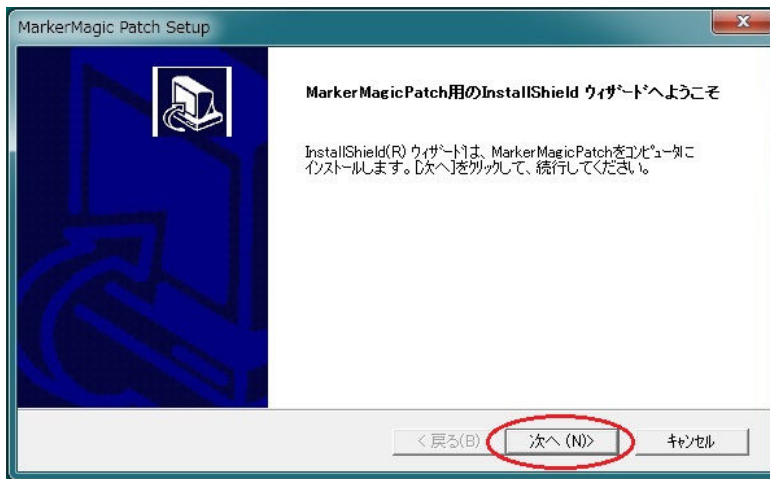 MarkerMagic Patch Setup
MarkerMagicPatch用のInstallShield ウィザードへようこそ
InstallShield(R) ウィザードは、MarkerMagicPatchをコンピュータに
インストールします。[次へ]をクリックして、続行してください。
< 戻る(B)
次へ (N)>
キャンセル